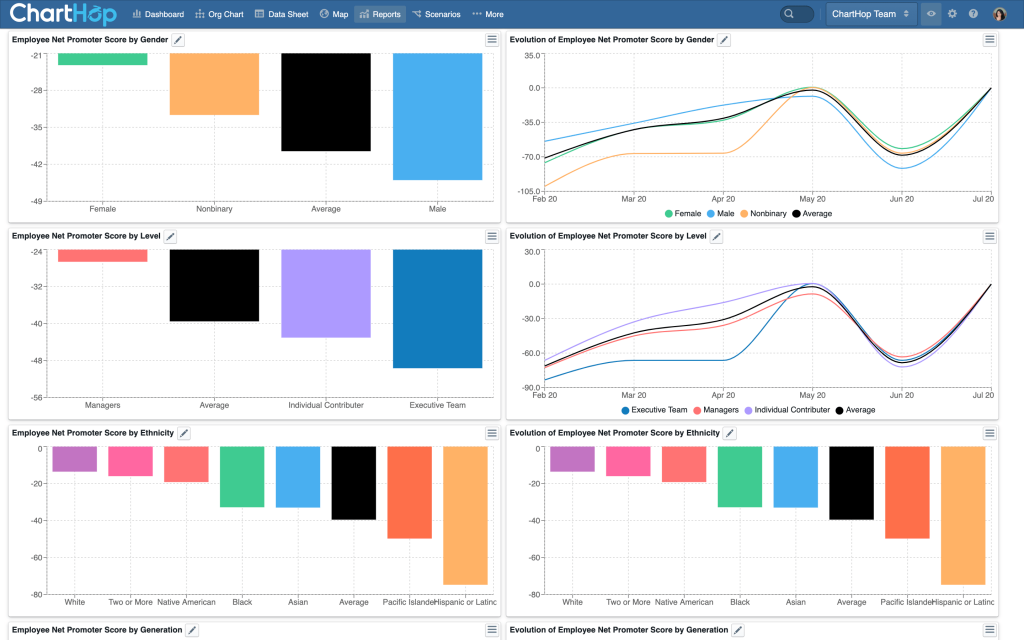 ChartHop Dashboard Org Chart Data Sheet Map Reports Scenarios More ChartHop Team
Employee Net Promoter Score by Gender
-21
-28
-35
-42
-49
Female Nonbinary Average Male
Evolution of Employee Net Promoter Score by Gender
35.0
0.0
-35.0
-70.0
-105.0
Feb 20 Mar 20 Apr 20 May 20 Jun 20 Jul 20
Female Male Nonbinary Average
Employee Net Promoter Score by Level
-24
-32
-40
-48
-56
Managers Average Individual Contributer Executive Team
Evolution of Employee Net Promoter Score by Level
30.0
0.0
-30.0
-60.0
-90.0
Feb 20 Mar 20 Apr 20 May 20 Jun 20 Jul 20
Executive Team Managers Individual Contributer Average
Employee Net Promoter Score by Ethnicity
0
-20
-40
-60
-80
White Two or More Native American Black Asian Average Pacific Islander Hispanic or Latinc
Evolution of Employee Net Promoter Score by Ethnicity
0
-20
-40
-60
-80
White Two or More Native American Black Asian Average Pacific Islander Hispanic or Latinc
Employee Net Promoter Score by Generation
Evolution of Employee Net Promoter Score by Generation